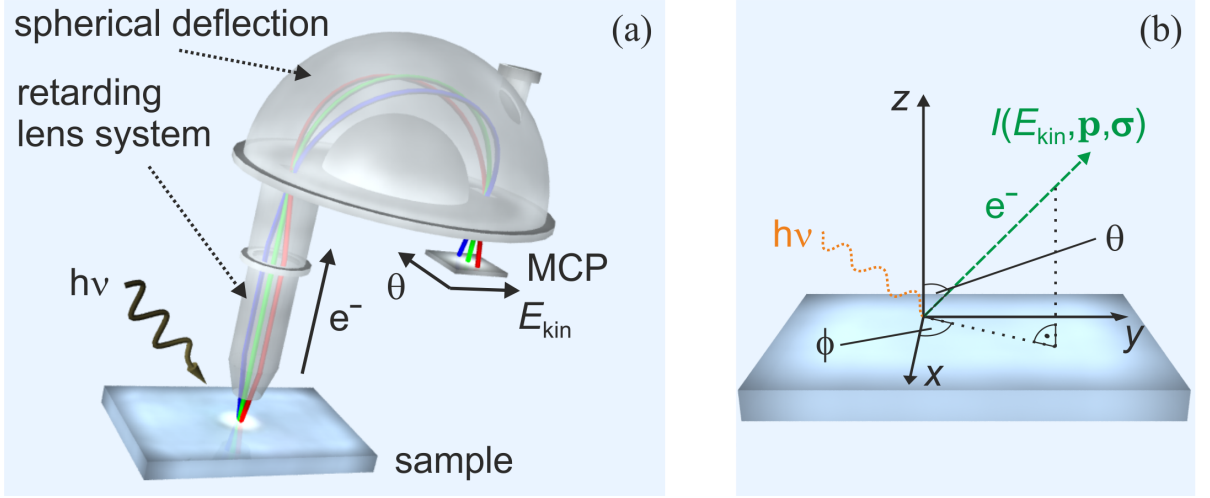 spherical deflection
(a)
retarding
lens system
hν
e⁻
θ
MCP
E_kin
sample
(b)
z
I(E_kin,p,σ)
e⁻
hν
θ
ϕ
y
x